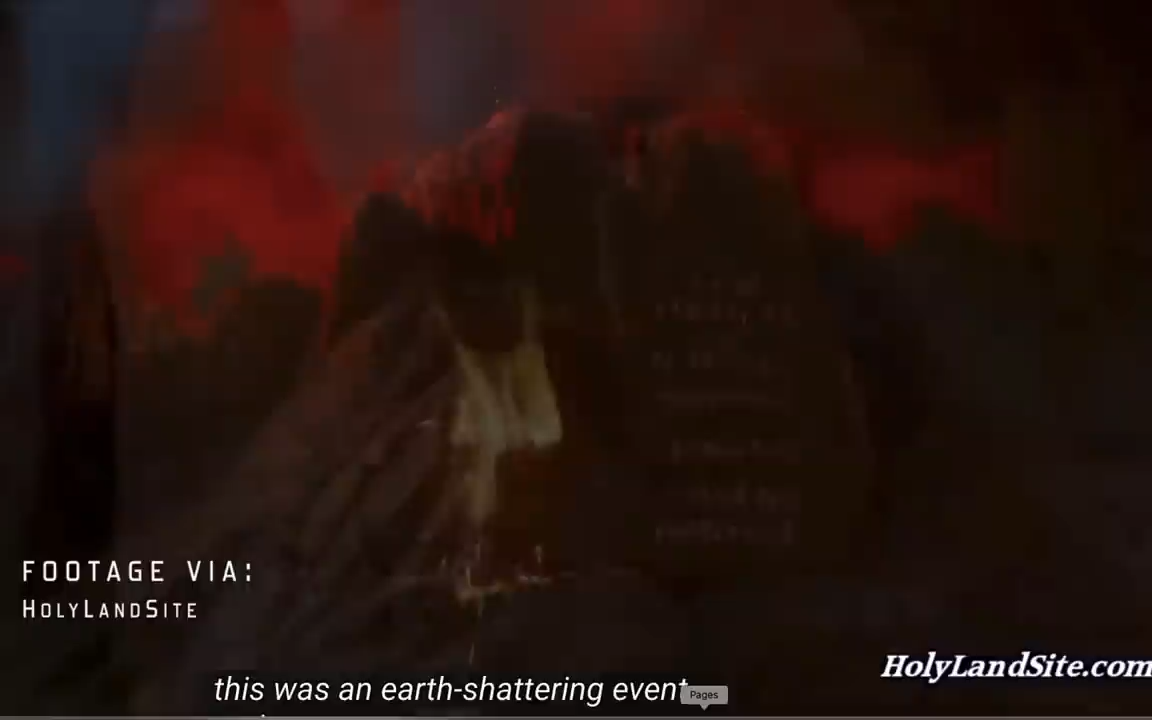 FOOTAGE VIA:
HOLYLANDSITE
HolyLandSite.com
this was an earth-shattering event
Pages